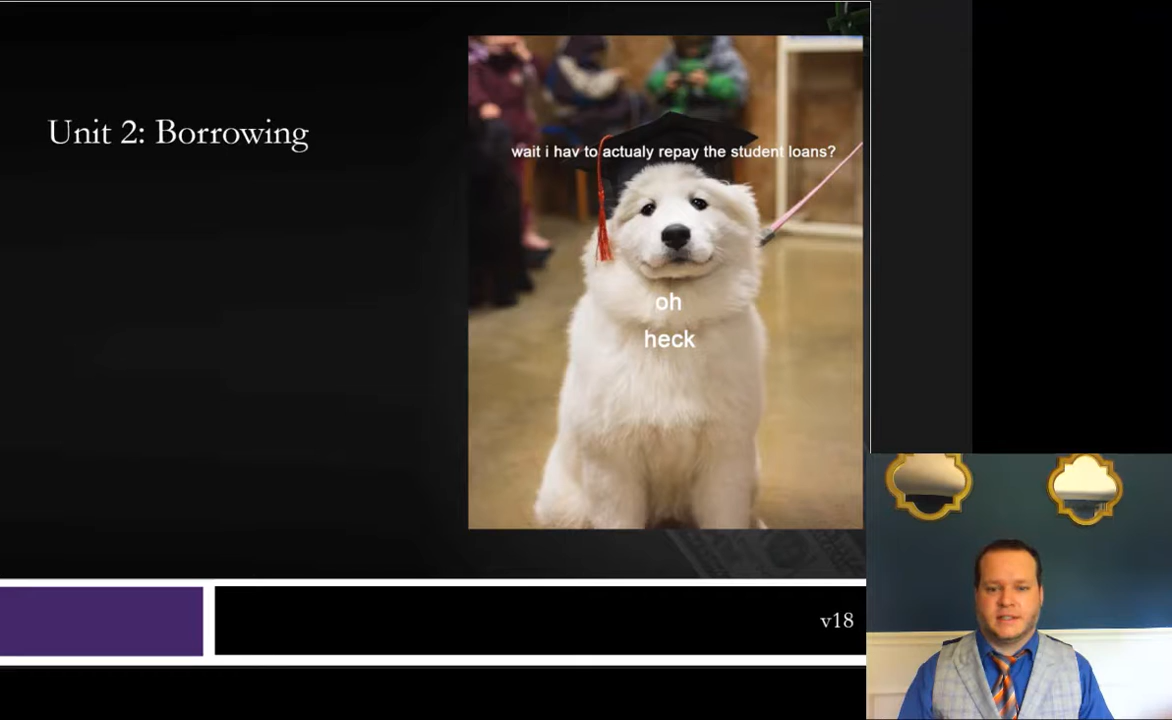 Unit 2: Borrowing
wait i hav to actualy repay the student loans?
oh
heck
v18